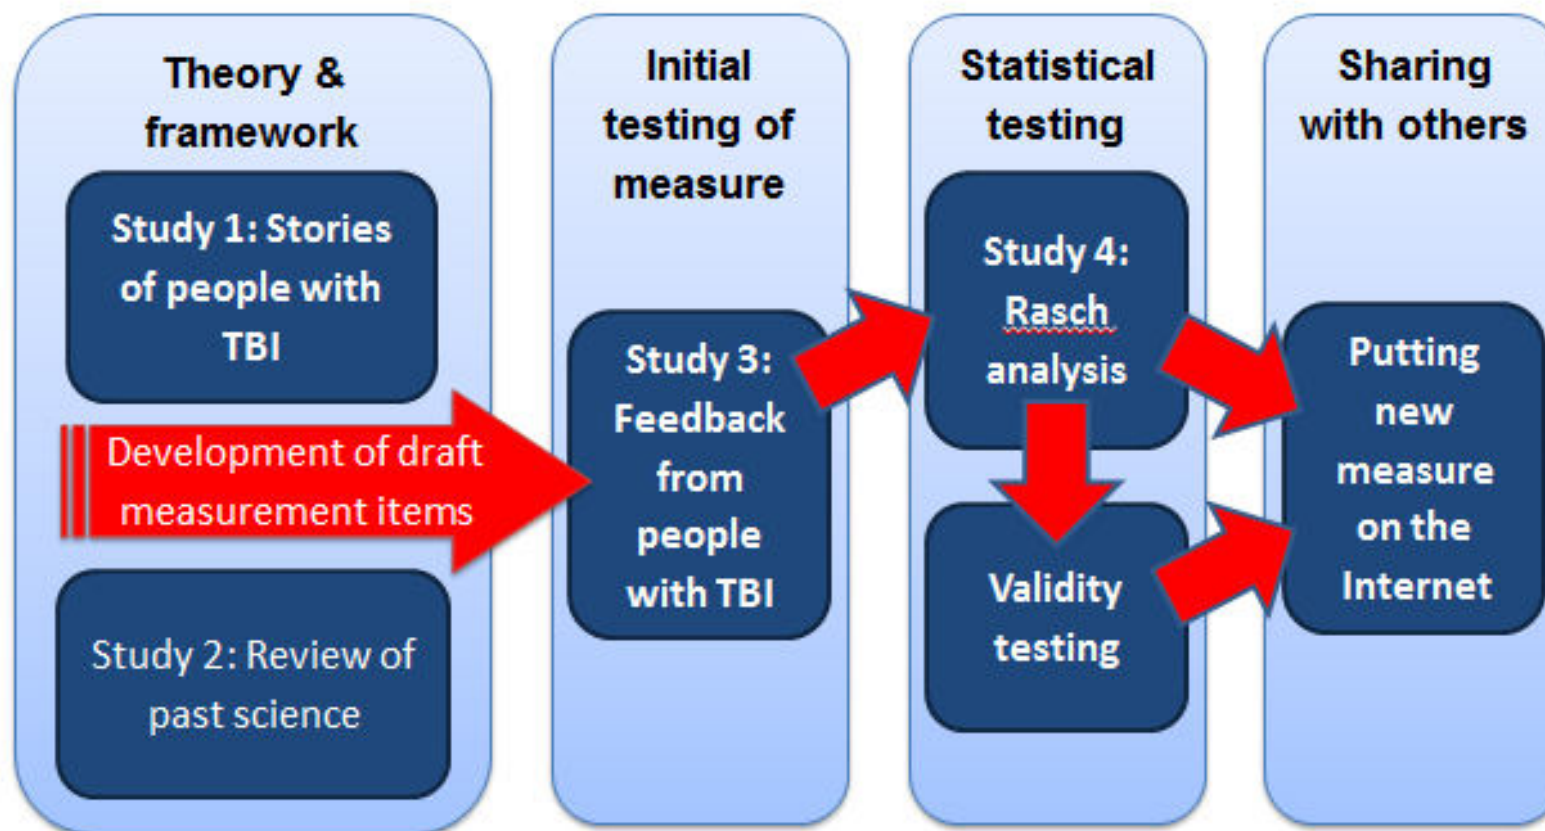 Theory &
framework
Study 1: Stories
of people with
TBI
Development of draft
measurement items
Study 2: Review of
past science
Initial
testing of
measure
Study 3:
Feedback
from
people
with TBI
Statistical
testing
Study 4:
Rasch
analysis
Validity
testing
Sharing
with others
Putting
new
measure
on the
Internet